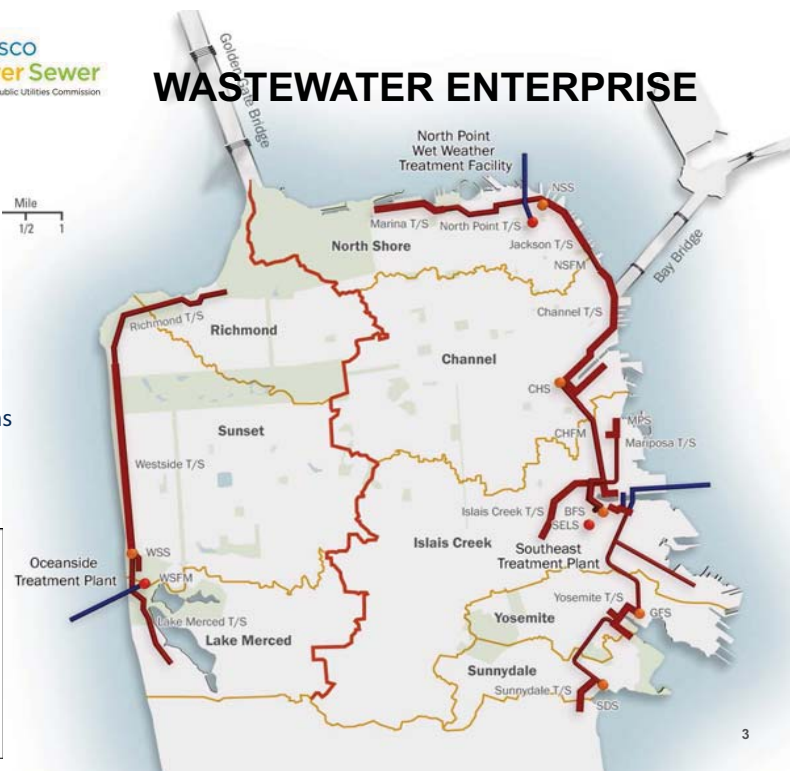 sco
er Sewer
ublic Utilities Commission
WASTEWATER ENTERPRISE
Golden Gate Bridge
North Point
Wet Weather
Treatment Facility
Mile
1/2 1
NSS
Marina T/S
North Point T/S
Jackson T/S
North Shore
NSFM
Bay Bridge
Channel T/S
Richmond T/S
Richmond
Channel
CHS
as
Sunset
MPS
CHFM
Mariposa T/S
Westside T/S
Islais Creek T/S
BFS
SELS
Islais Creek
Southeast
Treatment Plant
WSS
Oceanside
Treatment Plant
WSFM
Yosemite T/S
GFS
Lake Merced T/S
Yosemite
Lake Merced
Sunnydale
Sunnydale T/S
SDS
3